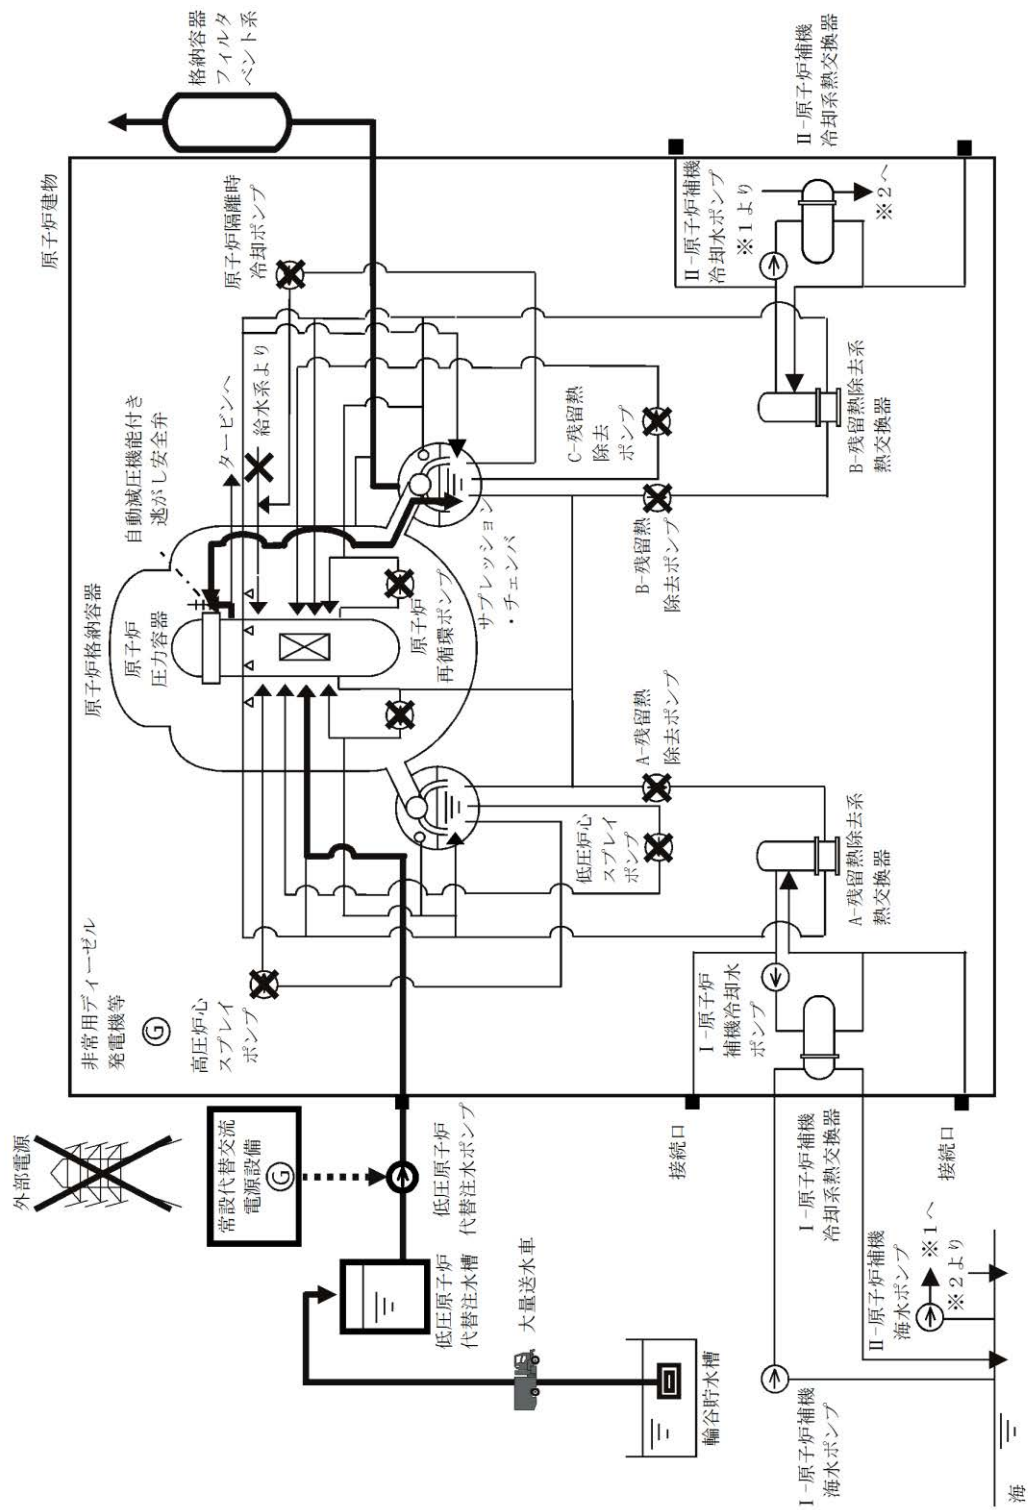 外部電源
常設代替交流
電源設備
G
低圧原子炉
代替注水ポンプ
低圧原子炉
代替注水槽
大量送水車
輪谷貯水槽
非常用ディーゼル
発電機等
G
高圧炉心
スプレイ
ポンプ
原子炉建物
原子炉格納容器
原子炉
圧力容器
自動減圧機能付き
逃がし安全弁
タービンへ
給水系より
原子炉隔離時
冷却ポンプ
格納容器
フィルタ
ベント系
原子炉
再循環ポンプ
サプレッション
・チェンバ
低圧炉心
スプレイ
ポンプ
A-残留熱
除去ポンプ
B-残留熱
除去ポンプ
C-残留熱
除去
ポンプ
A-残留熱除去系
熱交換器
B-残留熱除去系
熱交換器
Ⅰ-原子炉
補機冷却水
ポンプ
Ⅱ-原子炉補機
冷却水ポンプ
※1より
※2へ
Ⅱ-原子炉補機
冷却系熱交換器
接続口
接続口
Ⅰ-原子炉補機
冷却系熱交換器
Ⅱ-原子炉補機
海水ポンプ
※1へ
※2より
Ⅰ-原子炉補機
海水ポンプ
海